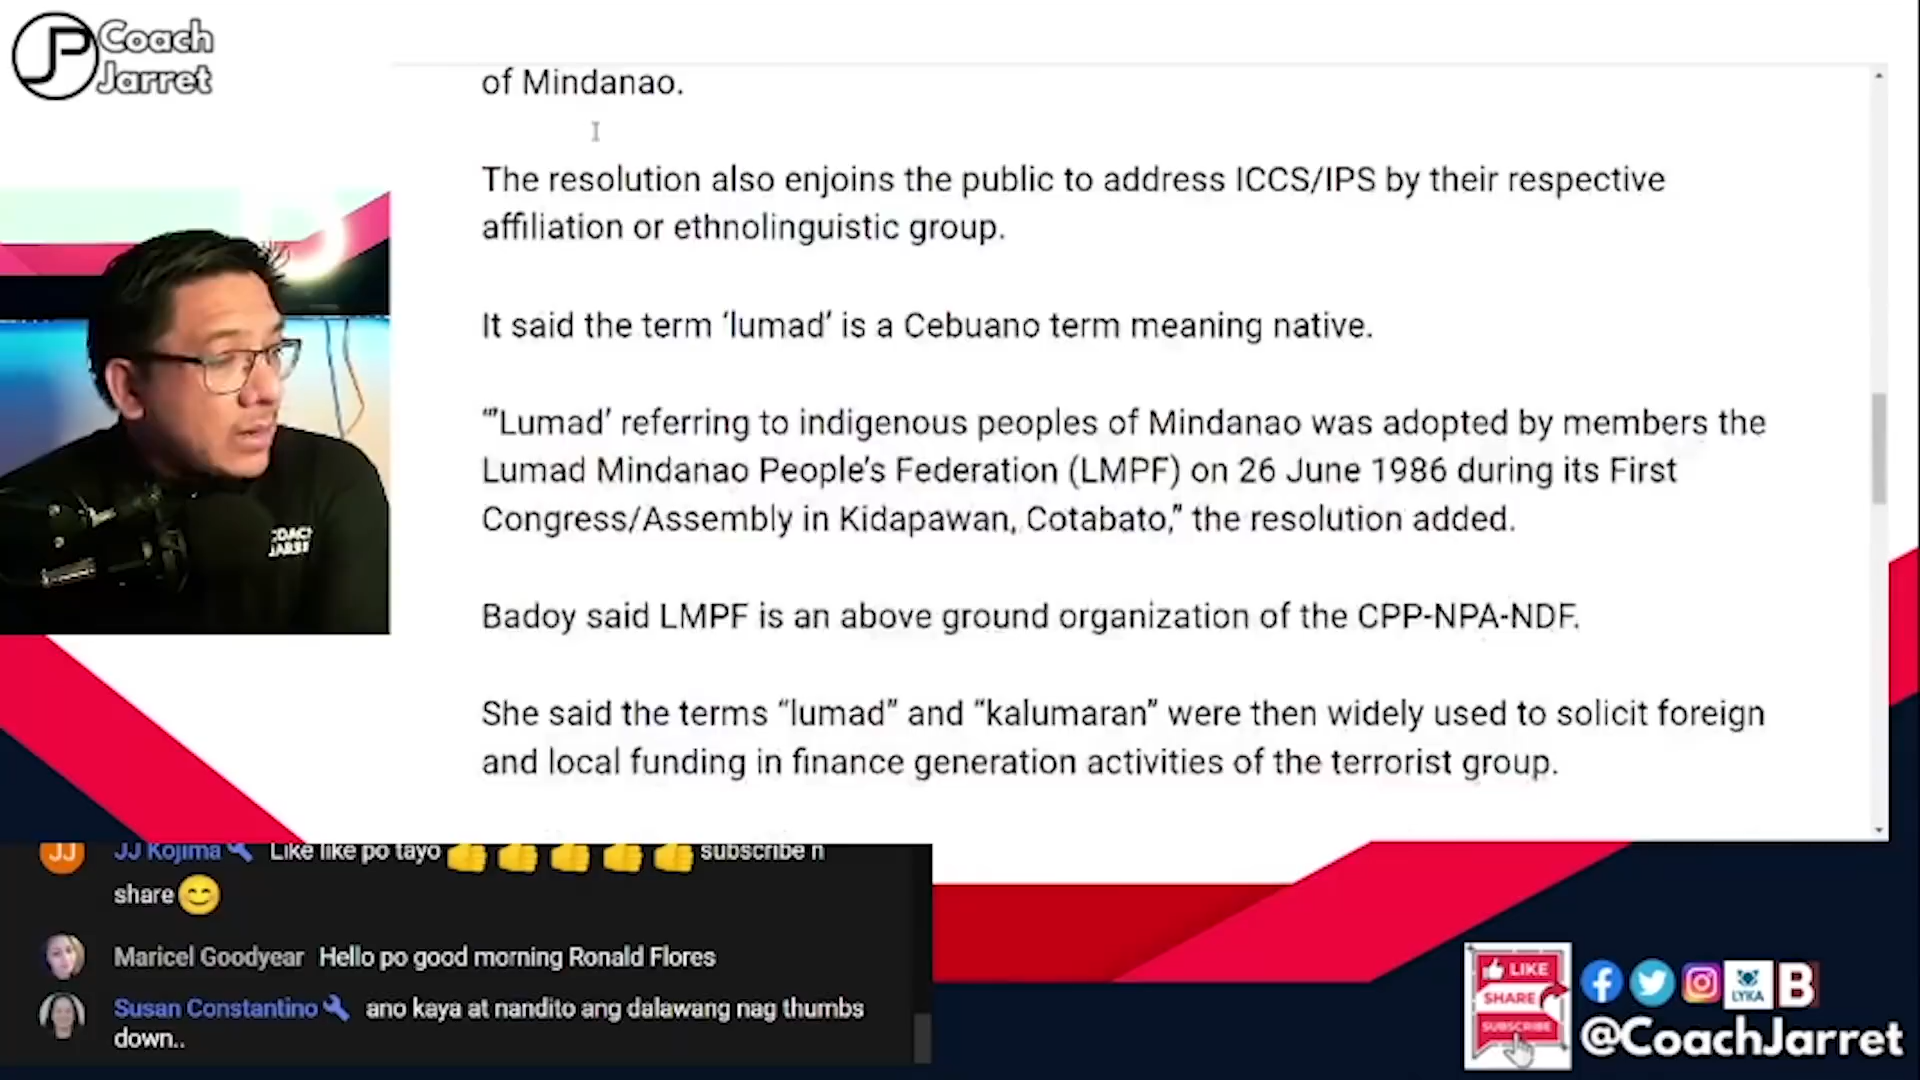 Coach
Jarret
of Mindanao.
The resolution also enjoins the public to address ICCS/IPS by their respective
affiliation or ethnolinguistic group.
It said the term ‘lumad’ is a Cebuano term meaning native.
“‘Lumad’ referring to indigenous peoples of Mindanao was adopted by members the
Lumad Mindanao People’s Federation (LMPF) on 26 June 1986 during its First
Congress/Assembly in Kidapawan, Cotabato,” the resolution added.
Badoy said LMPF is an above ground organization of the CPP-NPA-NDF.
She said the terms “lumad” and “kalumaran” were then widely used to solicit foreign
and local funding in finance generation activities of the terrorist group.
COACH
JARRET
JJ
JJ Kojima Like like po tayo 👍👍👍👍👍 subscribe n
share😊
Maricel Goodyear Hello po good morning Ronald Flores
Susan Constantino ano kaya at nandito ang dalawang nag thumbs
down..
LIKE
SHARE
SUBSCRIBE
LYKA
B
@CoachJarret